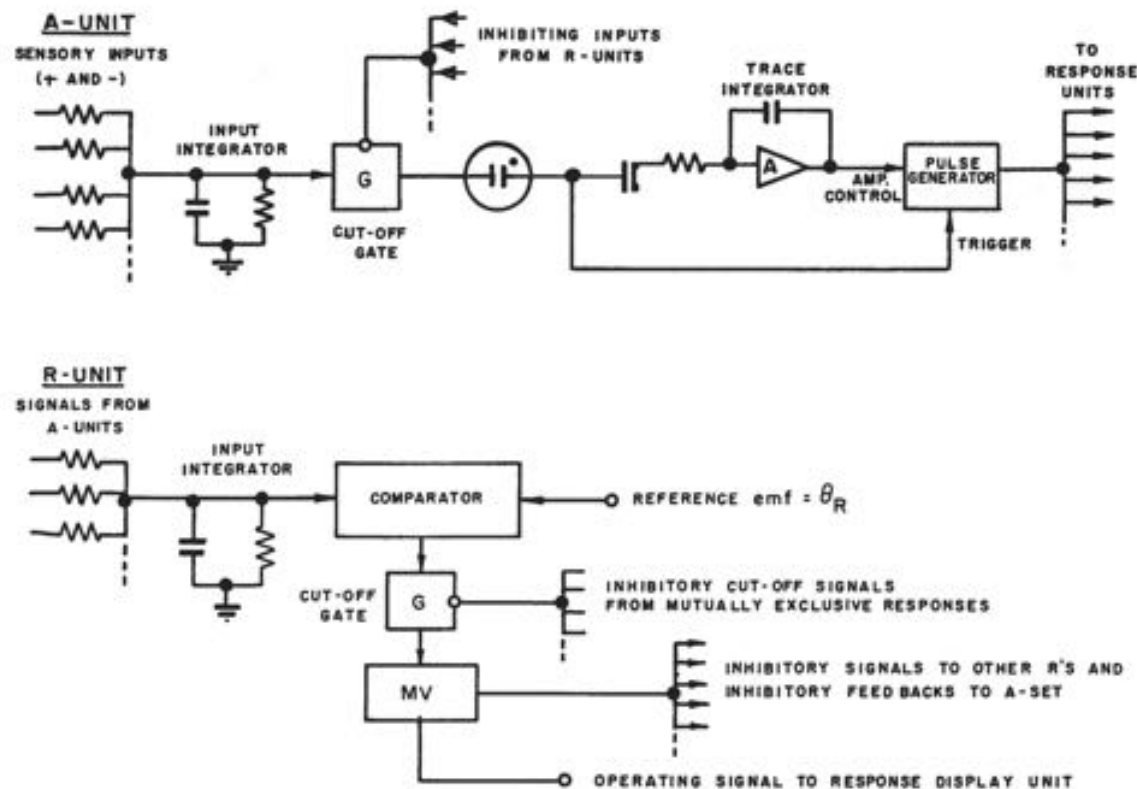 A-UNIT
SENSORY INPUTS
(+ AND -)
INPUT
INTEGRATOR
G
CUT-OFF
GATE
INHIBITING INPUTS
FROM R-UNITS
TRACE
INTEGRATOR
A
AMP.
CONTROL
PULSE
GENERATOR
TRIGGER
TO
RESPONSE
UNITS
R-UNIT
SIGNALS FROM
A-UNITS
INPUT
INTEGRATOR
COMPARATOR
REFERENCE emf = θR
CUT-OFF
GATE
G
INHIBITORY CUT-OFF SIGNALS
FROM MUTUALLY EXCLUSIVE RESPONSES
MV
INHIBITORY SIGNALS TO OTHER R'S AND
INHIBITORY FEEDBACKS TO A-SET
OPERATING SIGNAL TO RESPONSE DISPLAY UNIT